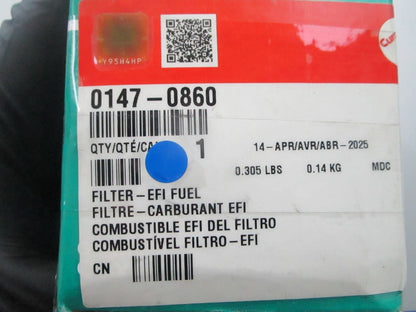 Y95H4HP
0147-0860
QTY/QTÉ/CA 1
14-APR/AVR/ABR-2025
0.305 LBS 0.14 KG MDC
FILTER-EFI FUEL
FILTRE-CARBURANT EFI
COMBUSTIBLE EFI DEL FILTRO
COMBUSTÍVEL FILTRO-EFI
CN